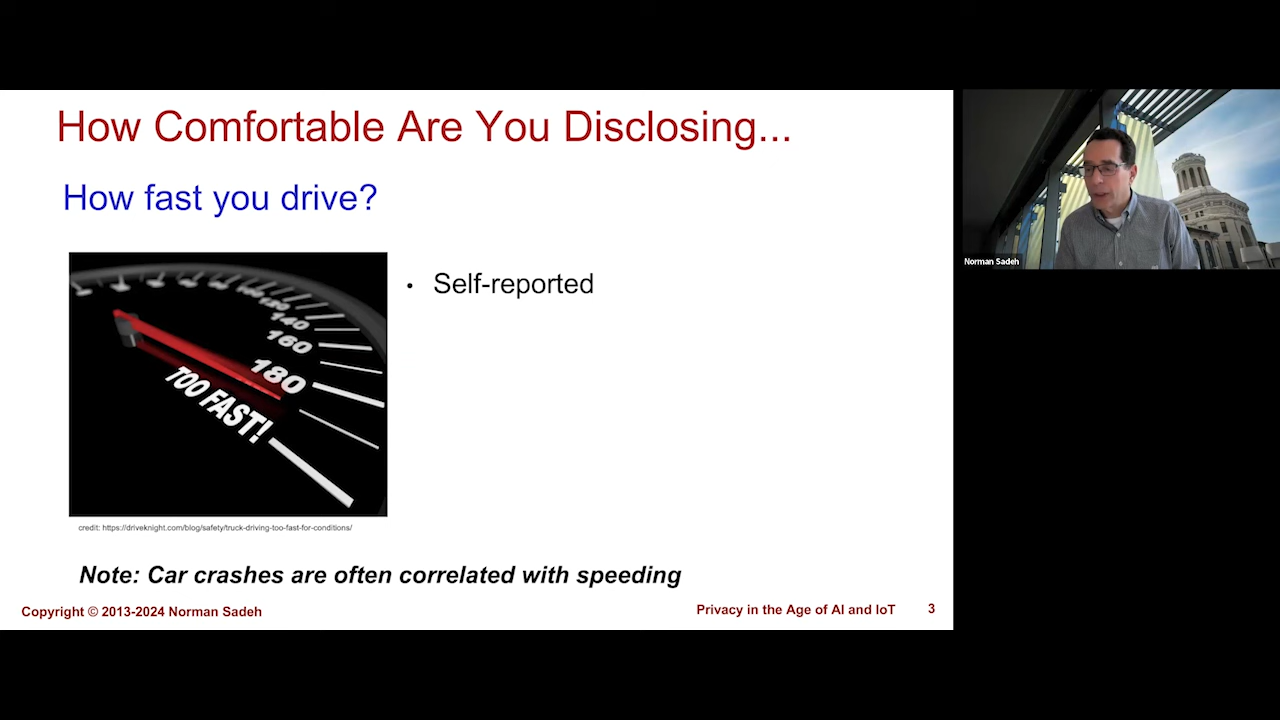 How Comfortable Are You Disclosing...
How fast you drive?
120
140
160
180
TOO FAST!
• Self-reported
credit: https://driveknight.com/blog/safety/truck-driving-too-fast-for-conditions/
Note: Car crashes are often correlated with speeding
Copyright © 2013-2024 Norman Sadeh
Privacy in the Age of AI and IoT 3
Norman Sadeh